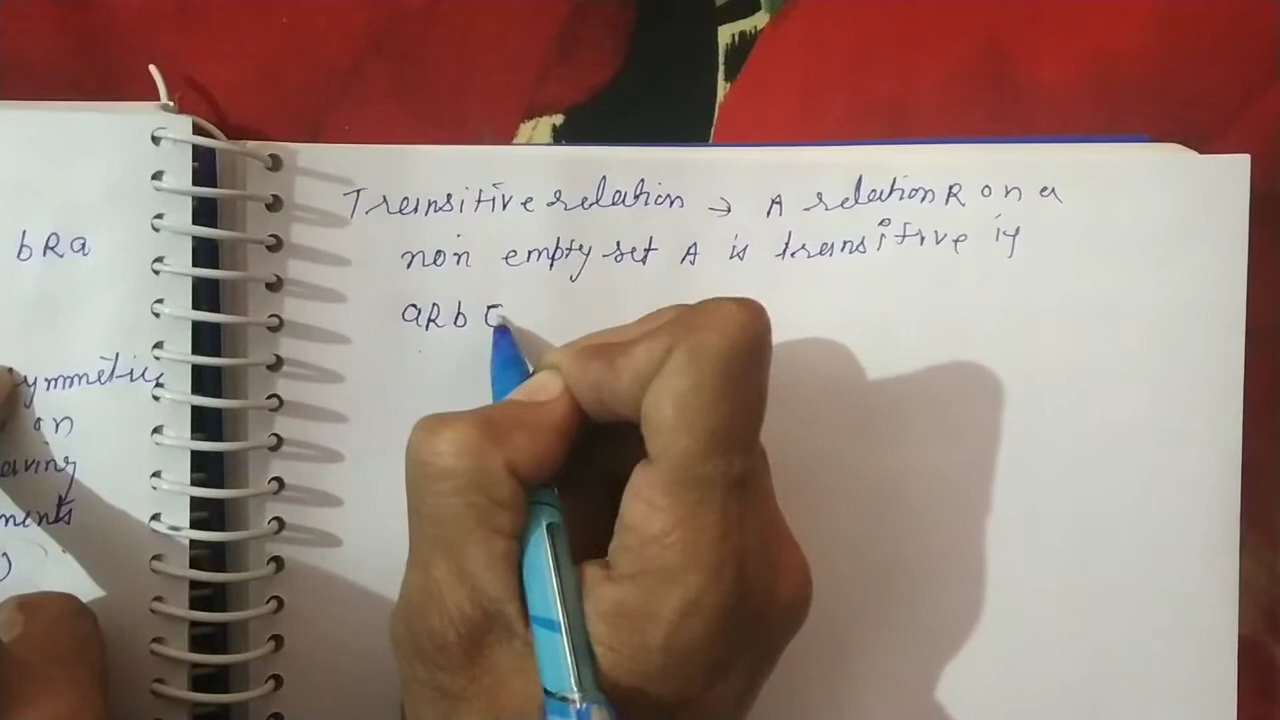 bRa
ymmetric
on
aving
ments
Transitive relation → A relation R on a
non empty set A is transitive if
aRb